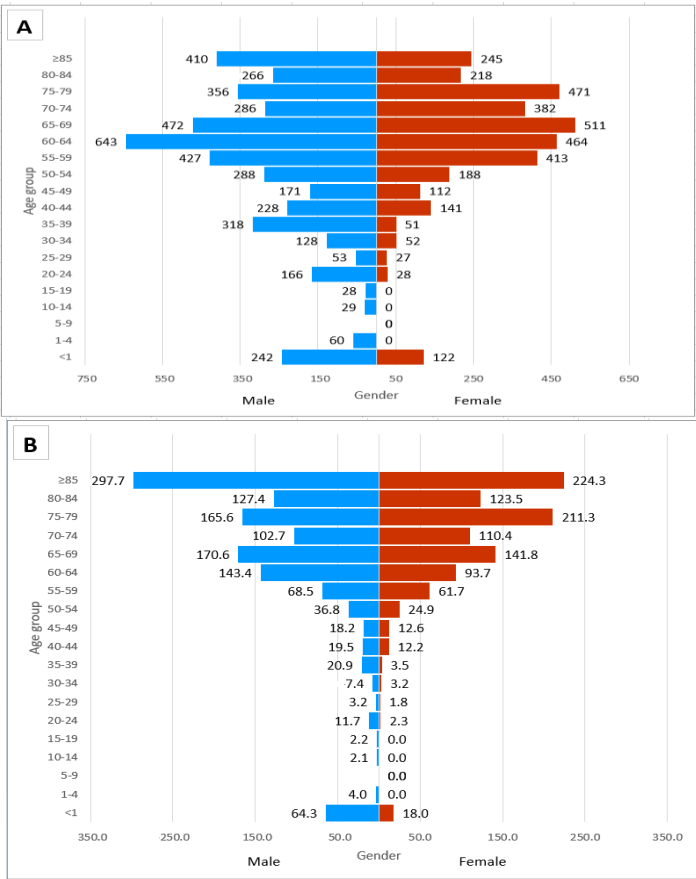 A
≥85 410 245
80-84 266 218
75-79 356 471
70-74 286 382
65-69 472 511
60-64 643 464
55-59 427 413
50-54 288 188
45-49 171 112
40-44 228 141
35-39 318 51
30-34 128 52
25-29 53 27
20-24 166 28
15-19 28 0
10-14 29 0
5-9 0
1-4 60 0
<1 242 122
Age group
750 550 350 150 50 250 450 650
Male Gender Female
B
≥85 297.7 224.3
80-84 127.4 123.5
75-79 165.6 211.3
70-74 102.7 110.4
65-69 170.6 141.8
60-64 143.4 93.7
55-59 68.5 61.7
50-54 36.8 24.9
45-49 18.2 12.6
40-44 19.5 12.2
35-39 20.9 3.5
30-34 7.4 3.2
25-29 3.2 1.8
20-24 11.7 2.3
15-19 2.2 0.0
10-14 2.1 0.0
5-9 0.0
1-4 4.0 0.0
<1 64.3 18.0
Age group
350.0 250.0 150.0 50.0 50.0 150.0 250.0 350.0
Male Gender Female